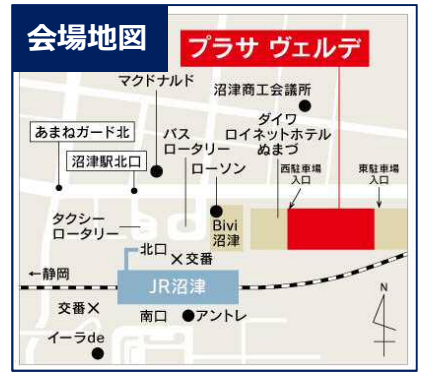 会場地図
プラサ ヴェルデ
マクドナルド
沼津商工会議所
あまねガード北
バス
ロータリー
ダイワ
ロイネットホテル
ぬまづ
沼津駅北口
ローソン
西駐車場
入口
東駐車場
入口
タクシー
ロータリー
Bivi
沼津
北口
×交番
←静岡
JR沼津
N
交番×
南口
アントレ
イーラde